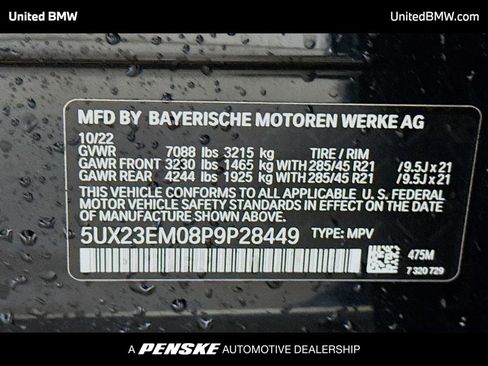 United BMW
UnitedBMW.com
MFD BY BAYERISCHE MOTOREN WERKE AG
10/22
GVWR 7088 lbs 3215 kg TIRE / RIM
GAWR FRONT 3230 lbs 1465 kg WITH 285/45 R21 /9.5J x 21
GAWR REAR 4244 lbs 1925 kg WITH 285/45 R21 /9.5J x 21
THIS VEHICLE CONFORMS TO ALL APPLICABLE U.S. FEDERAL
MOTOR VEHICLE SAFETY STANDARDS IN EFFECT ON THE DATE
OF MANUFACTURE SHOWN ABOVE.
5UX23EM08P9P28449 TYPE: MPV
475M
7 320 729
A PENSKE AUTOMOTIVE DEALERSHIP